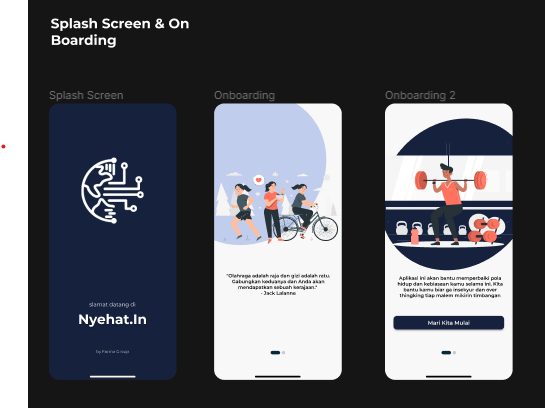 Splash Screen & On
Boarding
Splash Screen
Onboarding
Onboarding 2
slamat datang di
Nyehat.In
by Farma Group
"Olahraga adalah raja dan gizi adalah ratu.
Gabungkan keduanya dan Anda akan
mendapatkan sebuah kerajaan."
- Jack Lalanne
Aplikasi ini akan bantu memperbaiki pola
hidup dan kebiasaan kamu selama ini. Kita
bantu kamu biar ga insekyur dan over
thingking tiap malem mikirin timbangan
Mari Kita Mulai